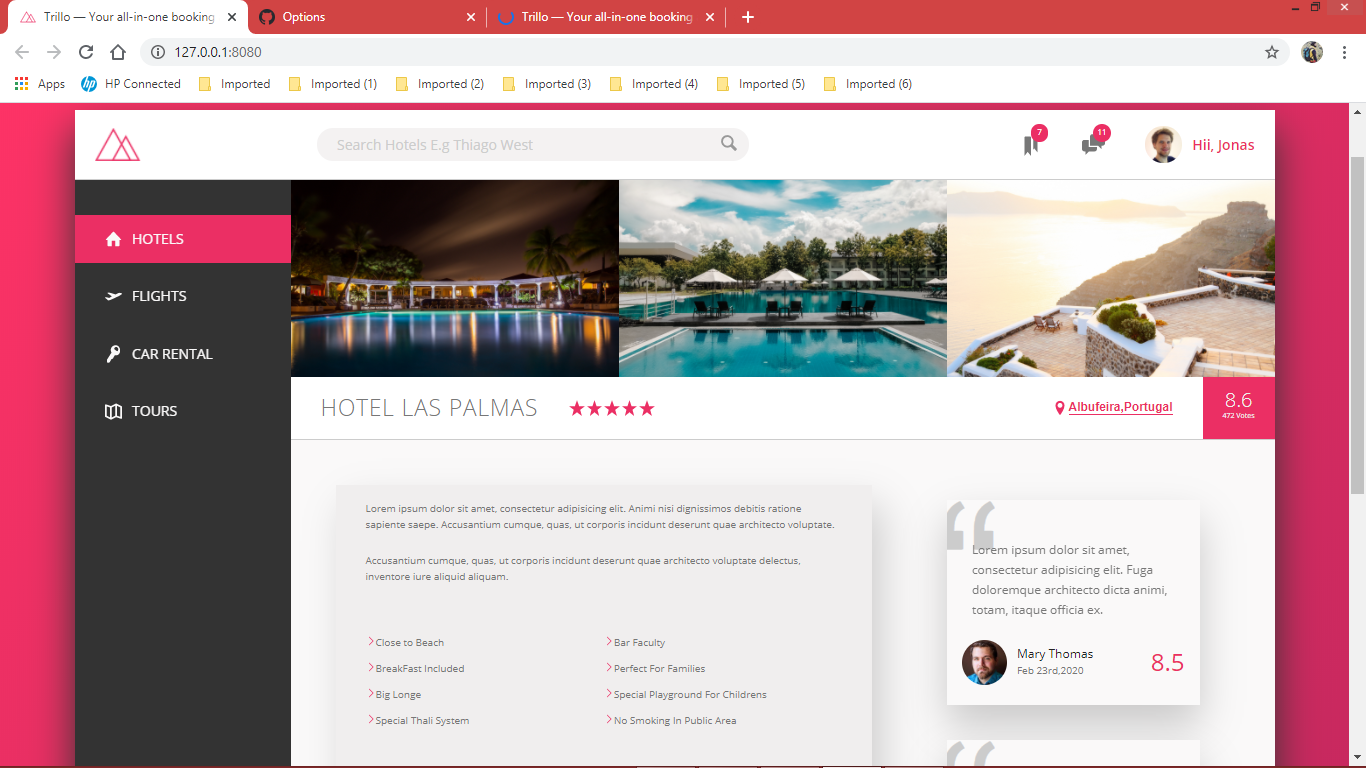 Trillo — Your all-in-one booking
Options
Trillo — Your all-in-one booking
127.0.0.1:8080
Apps
HP Connected
Imported
Imported (1)
Imported (2)
Imported (3)
Imported (4)
Imported (5)
Imported (6)
Search Hotels E.g Thiago West
7
11
Hii, Jonas
HOTELS
FLIGHTS
CAR RENTAL
TOURS
HOTEL LAS PALMAS
Albufeira,Portugal
8.6
472 Votes
Lorem ipsum dolor sit amet, consectetur adipisicing elit. Animi nisi dignissimos debitis ratione
sapiente saepe. Accusantium cumque, quas, ut corporis incidunt deserunt quae architecto voluptate.
Accusantium cumque, quas, ut corporis incidunt deserunt quae architecto voluptate delectus,
inventore iure aliquid aliquam.
Close to Beach
Bar Faculty
BreakFast Included
Perfect For Families
Big Longe
Special Playground For Childrens
Special Thali System
No Smoking In Public Area
“
Lorem ipsum dolor sit amet,
consectetur adipisicing elit. Fuga
doloremque architecto dicta animi,
totam, itaque officia ex.
Mary Thomas
Feb 23rd,2020
8.5
“